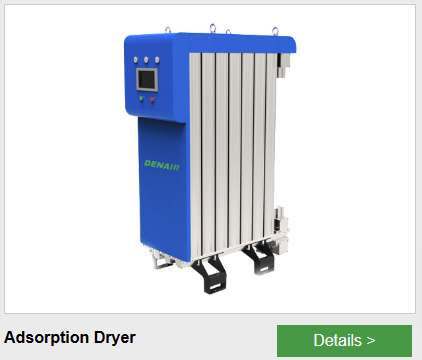 DENAIR
Adsorption Dryer
Details >